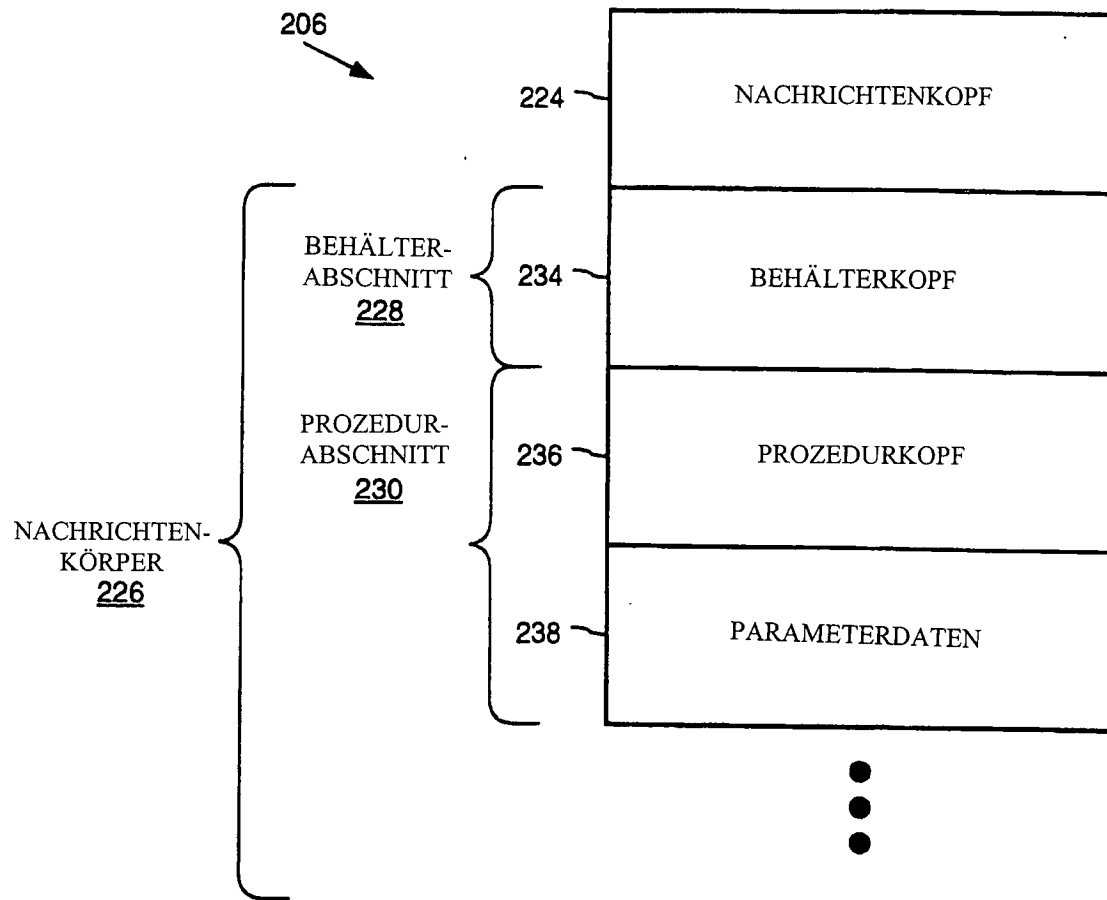 206
224
NACHRICHTENKOPF
BEHÄLTER-
ABSCHNITT
228
234
BEHÄLTERKOPF
PROZEDUR-
ABSCHNITT
230
236
PROZEDURKOPF
NACHRICHTEN-
KÖRPER
226
238
PARAMETERDATEN